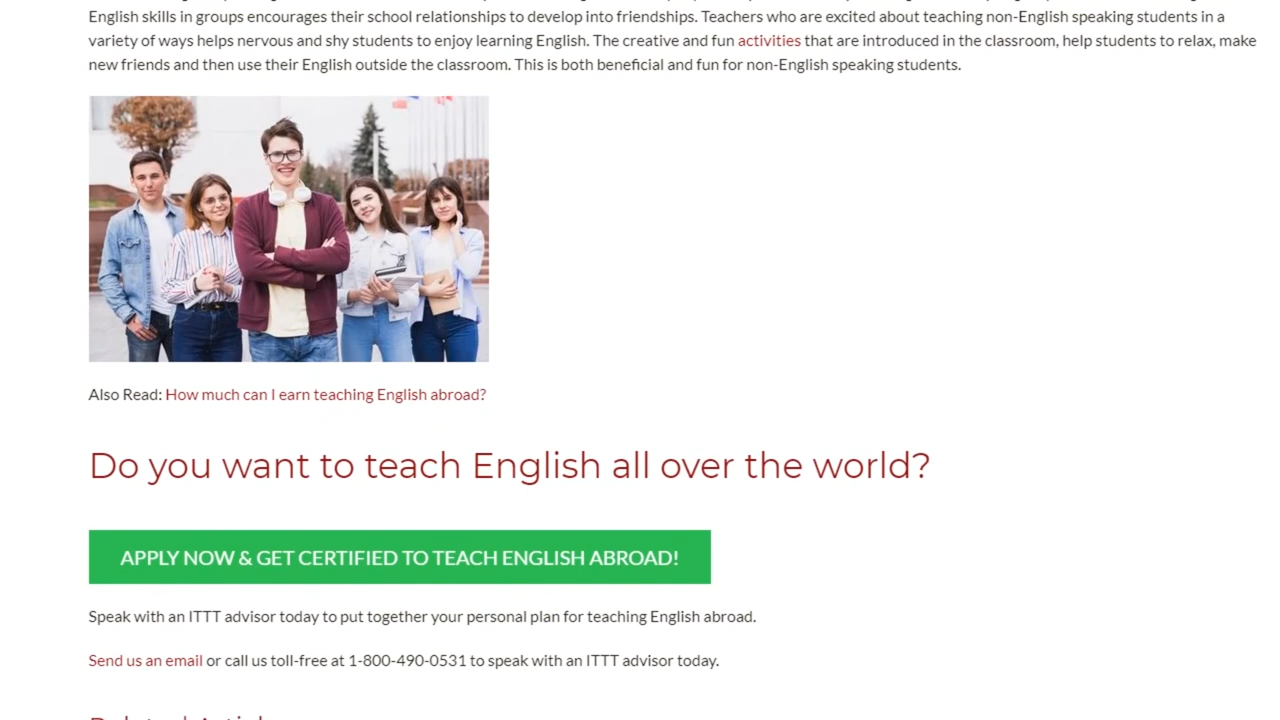 English skills in groups encourages their school relationships to develop into friendships. Teachers who are excited about teaching non-English speaking students in a
variety of ways helps nervous and shy students to enjoy learning English. The creative and fun activities that are introduced in the classroom, help students to relax, make
new friends and then use their English outside the classroom. This is both beneficial and fun for non-English speaking students.
Also Read: How much can I earn teaching English abroad?
Do you want to teach English all over the world?
APPLY NOW & GET CERTIFIED TO TEACH ENGLISH ABROAD!
Speak with an ITTT advisor today to put together your personal plan for teaching English abroad.
Send us an email or call us toll-free at 1-800-490-0531 to speak with an ITTT advisor today.